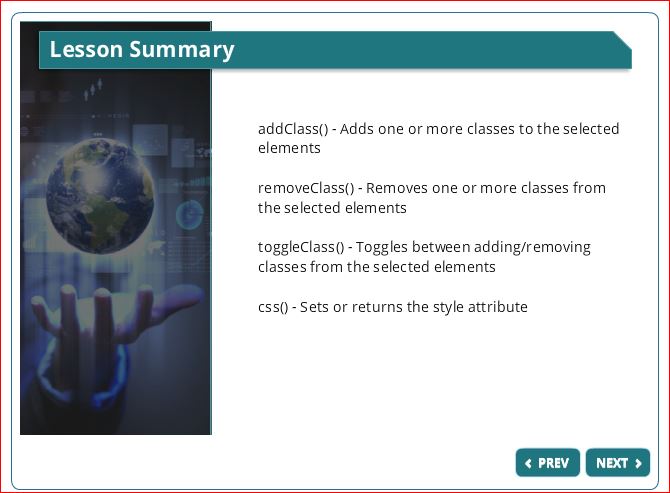 Lesson Summary
addClass() - Adds one or more classes to the selected
elements
removeClass() - Removes one or more classes from
the selected elements
toggleClass() - Toggles between adding/removing
classes from the selected elements
css() - Sets or returns the style attribute
PREV
NEXT